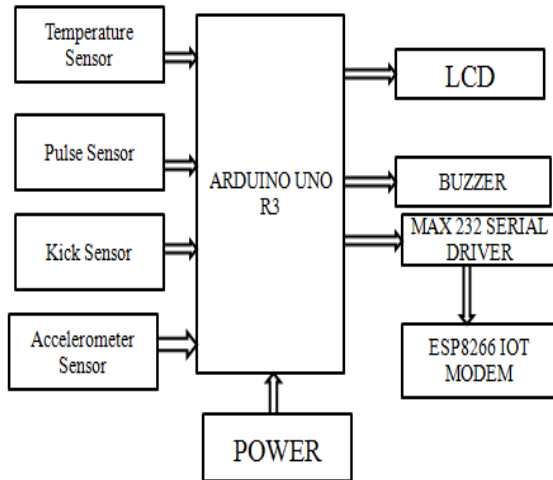 Temperature
Sensor
Pulse Sensor
Kick Sensor
Accelerometer
Sensor
ARDUINO UNO
R3
POWER
LCD
BUZZER
MAX 232 SERIAL
DRIVER
ESP8266 IOT
MODEM